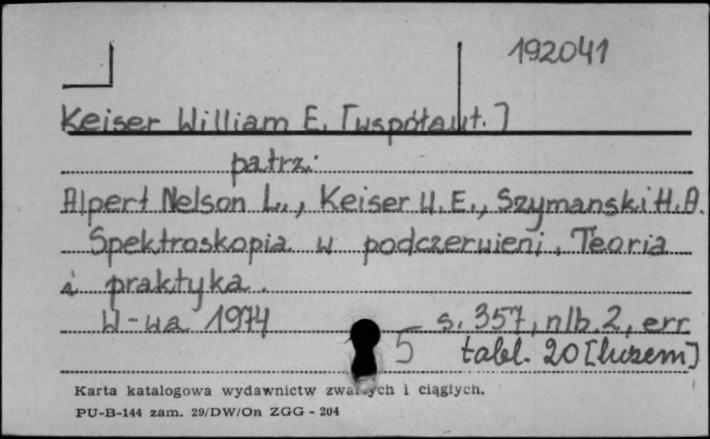 192041
Keiser William E. [współaut.]
patrz:
Alpert Nelson L., Keiser W. E., Szymanski H. A.
Spektroskopia w podczerwieni. Teoria
i praktyka.
W-wa 1974 s. 357, nlb. 2, err
5 tabl. 20 [luzem]
Karta katalogowa wydawnictw zwartych i ciągłych.
PU-B-144 zam. 29/DW/On ZGG - 204